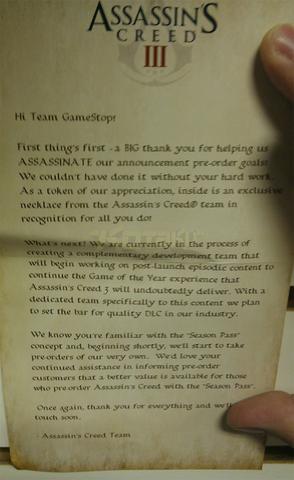 ASSASSIN'S
CREED
III
Hi Team GameStop!
First thing's first - a BIG thank you for helping us
ASSASSINATE our announcement pre-order goals!
We couldn't have done it without your hard work.
As a token of our appreciation, inside is an exclusive
necklace from the Assassin's Creed® team in
recognition for all you do!
KOTAKU
What's next? We are currently in the process of
creating a complementary development team that
will begin working on post-launch episodic content to
continue the Game of the Year experience that
Assassin's Creed 3 will undoubtedly deliver. With a
dedicated team specifically to this content we plan
to set the bar for quality DLC in our industry.
We know you're familiar with the "Season Pass"
concept and, beginning shortly, we'll start to take
pre-orders of our very own. We'd love your
continued assistance in informing pre-order
customers that a better value is available for those
who pre-order Assassin's Creed with the "Season Pass".
Once again, thank you for everything and we'll
touch soon.
- Assassin's Creed Team